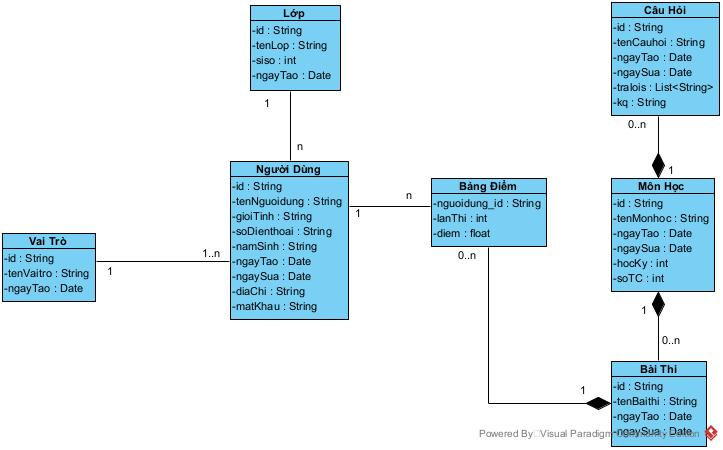 Lớp
-id : String
-tenLop : String
-siso : int
-ngayTao : Date
1
n
Câu Hỏi
-id : String
-tenCauhoi : String
-ngayTao : Date
-ngaySua : Date
-tralois : List<String>
-kq : String
0..n
1
Người Dùng
-id : String
-tenNguoidung : String
-gioiTinh : String
-soDienthoai : String
-namSinh : String
-ngayTao : Date
-ngaySua : Date
-diaChi : String
-matKhau : String
1
n
Bảng Điểm
-nguoidung_id : String
-lanThi : int
-diem : float
0..n
1
Môn Học
-id : String
-tenMonhoc : String
-ngayTao : Date
-ngaySua : Date
-hocKy : int
-soTC : int
1
0..n
Vai Trò
-id : String
-tenVaitro : String
-ngayTao : Date
1
1..n
Bài Thi
-id : String
-tenBaithi : String
-ngayTao : Date
-ngaySua : Date
Powered By Visual Paradigm Community Edition